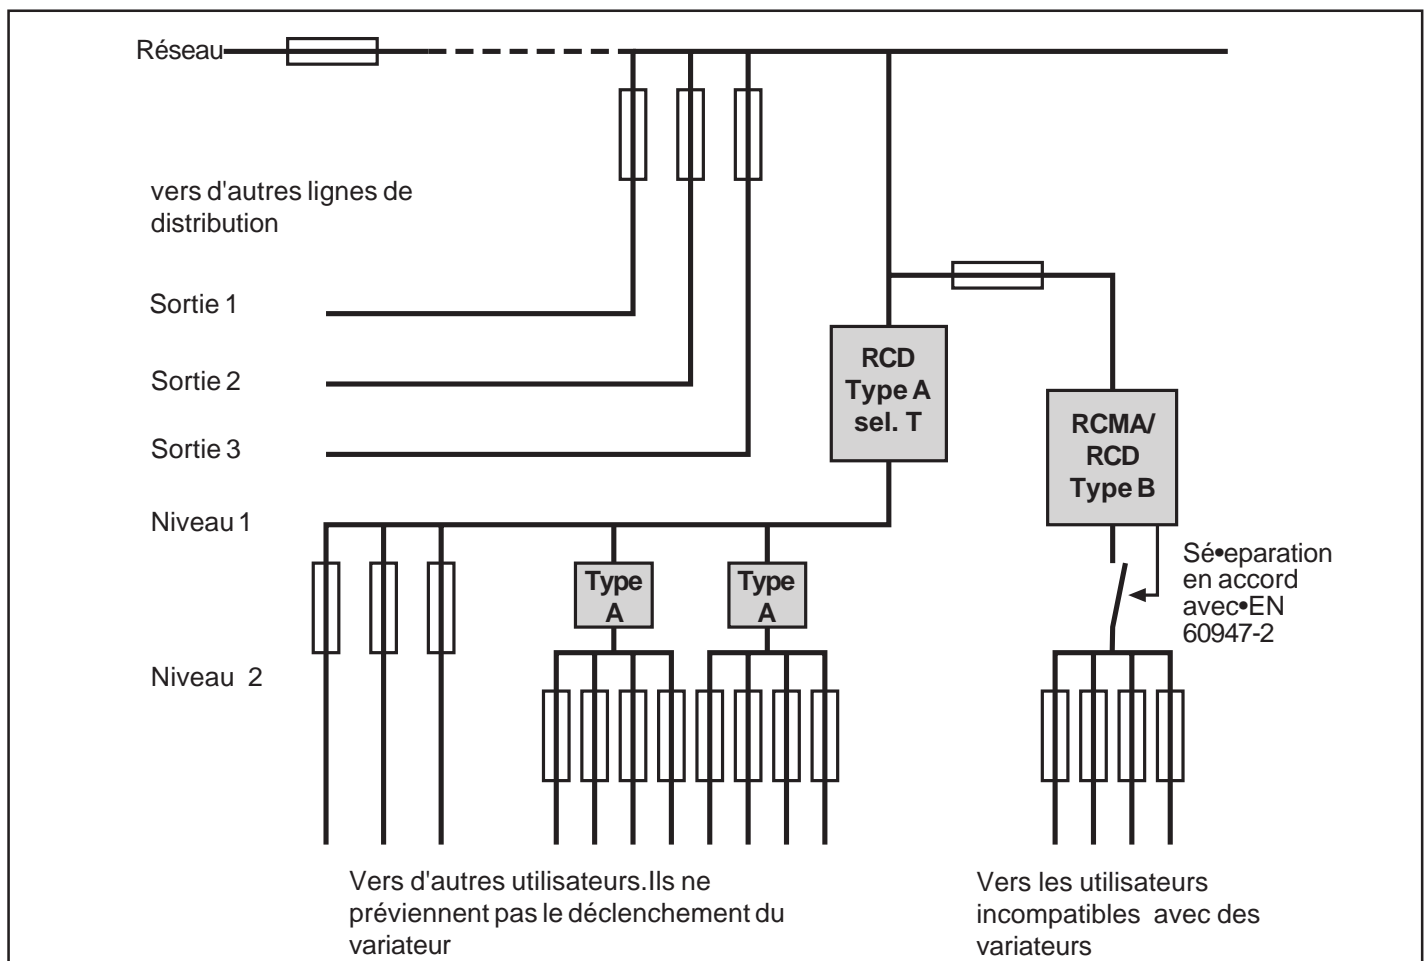 Réseau
vers d'autres lignes de
distribution
Sortie 1
Sortie 2
Sortie 3
Niveau 1
Niveau 2
RCD
Type A
sel. T
RCMA/
RCD
Type B
Type
A
Type
A
Sé•eparation
en accord
avec•EN
60947-2
Vers d'autres utilisateurs.Ils ne
préviennent pas le déclenchement du
variateur
Vers les utilisateurs
incompatibles avec des
variateurs